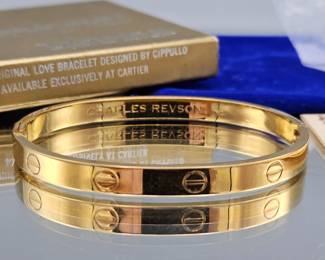 ORIGINAL LOVE BRACELET DESIGNED BY CIPPULLO
AVAILABLE EXCLUSIVELY AT CARTIER
CHARLES REVSON